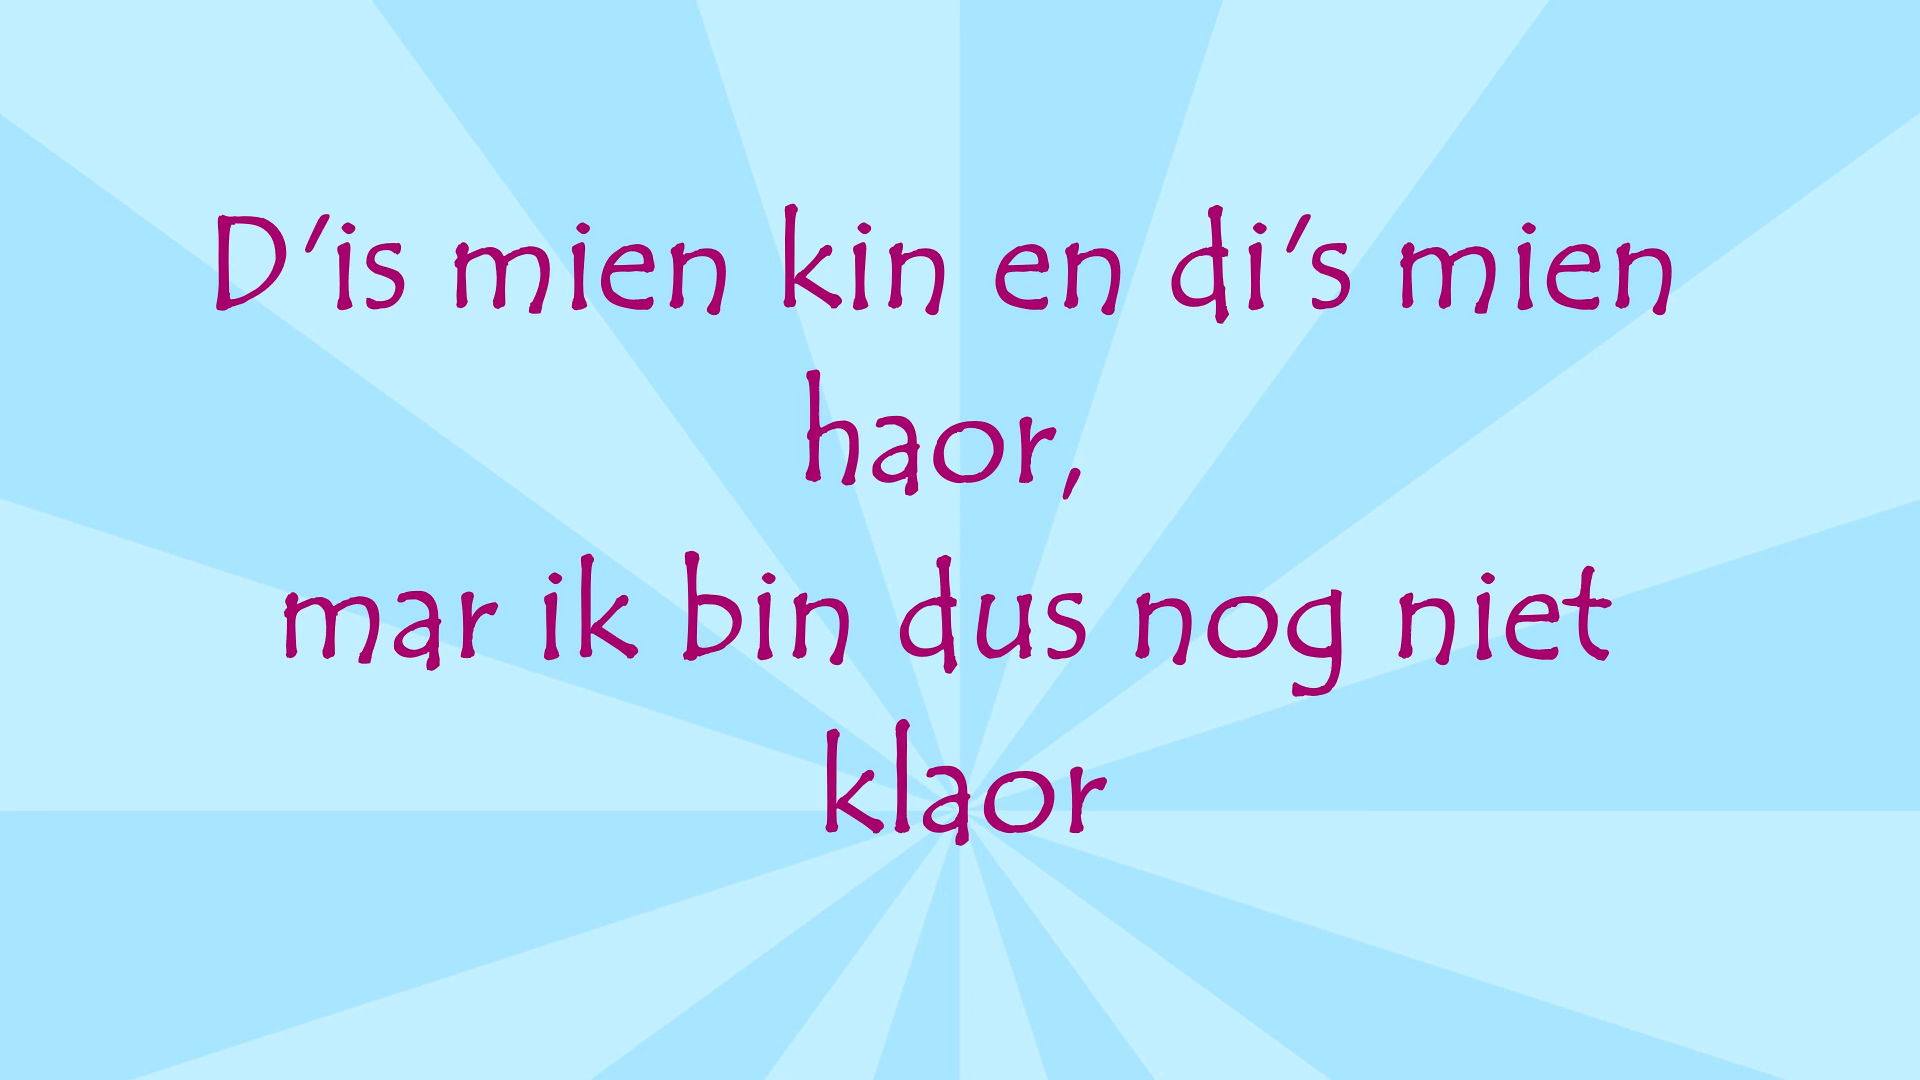 D'is mien kin en di's mien
haor,
mar ik bin dus nog niet
klaor